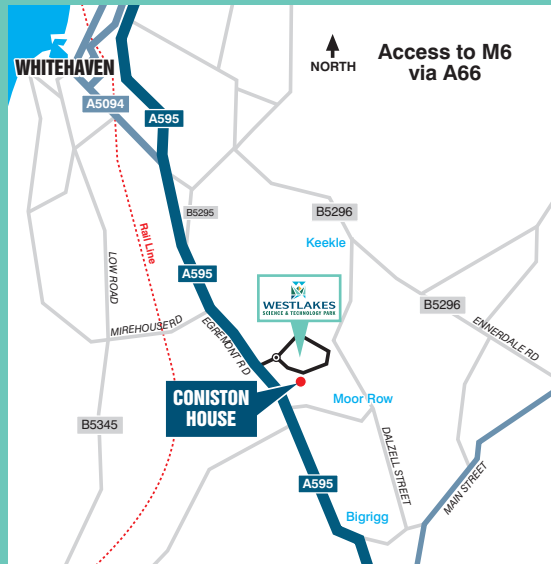 Access to M6
via A66
NORTH
WHITEHAVEN
A5094
A595
B5295
B5296
Keekle
Rail Line
LOW ROAD
A595
WESTLAKES
SCIENCE & TECHNOLOGY PARK
B5296
ENNERDALE RD
MIREHOUSE RD
EGREMONT RD
CONISTON
HOUSE
Moor Row
B5345
DALZELL STREET
MAIN STREET
A595
Bigrigg